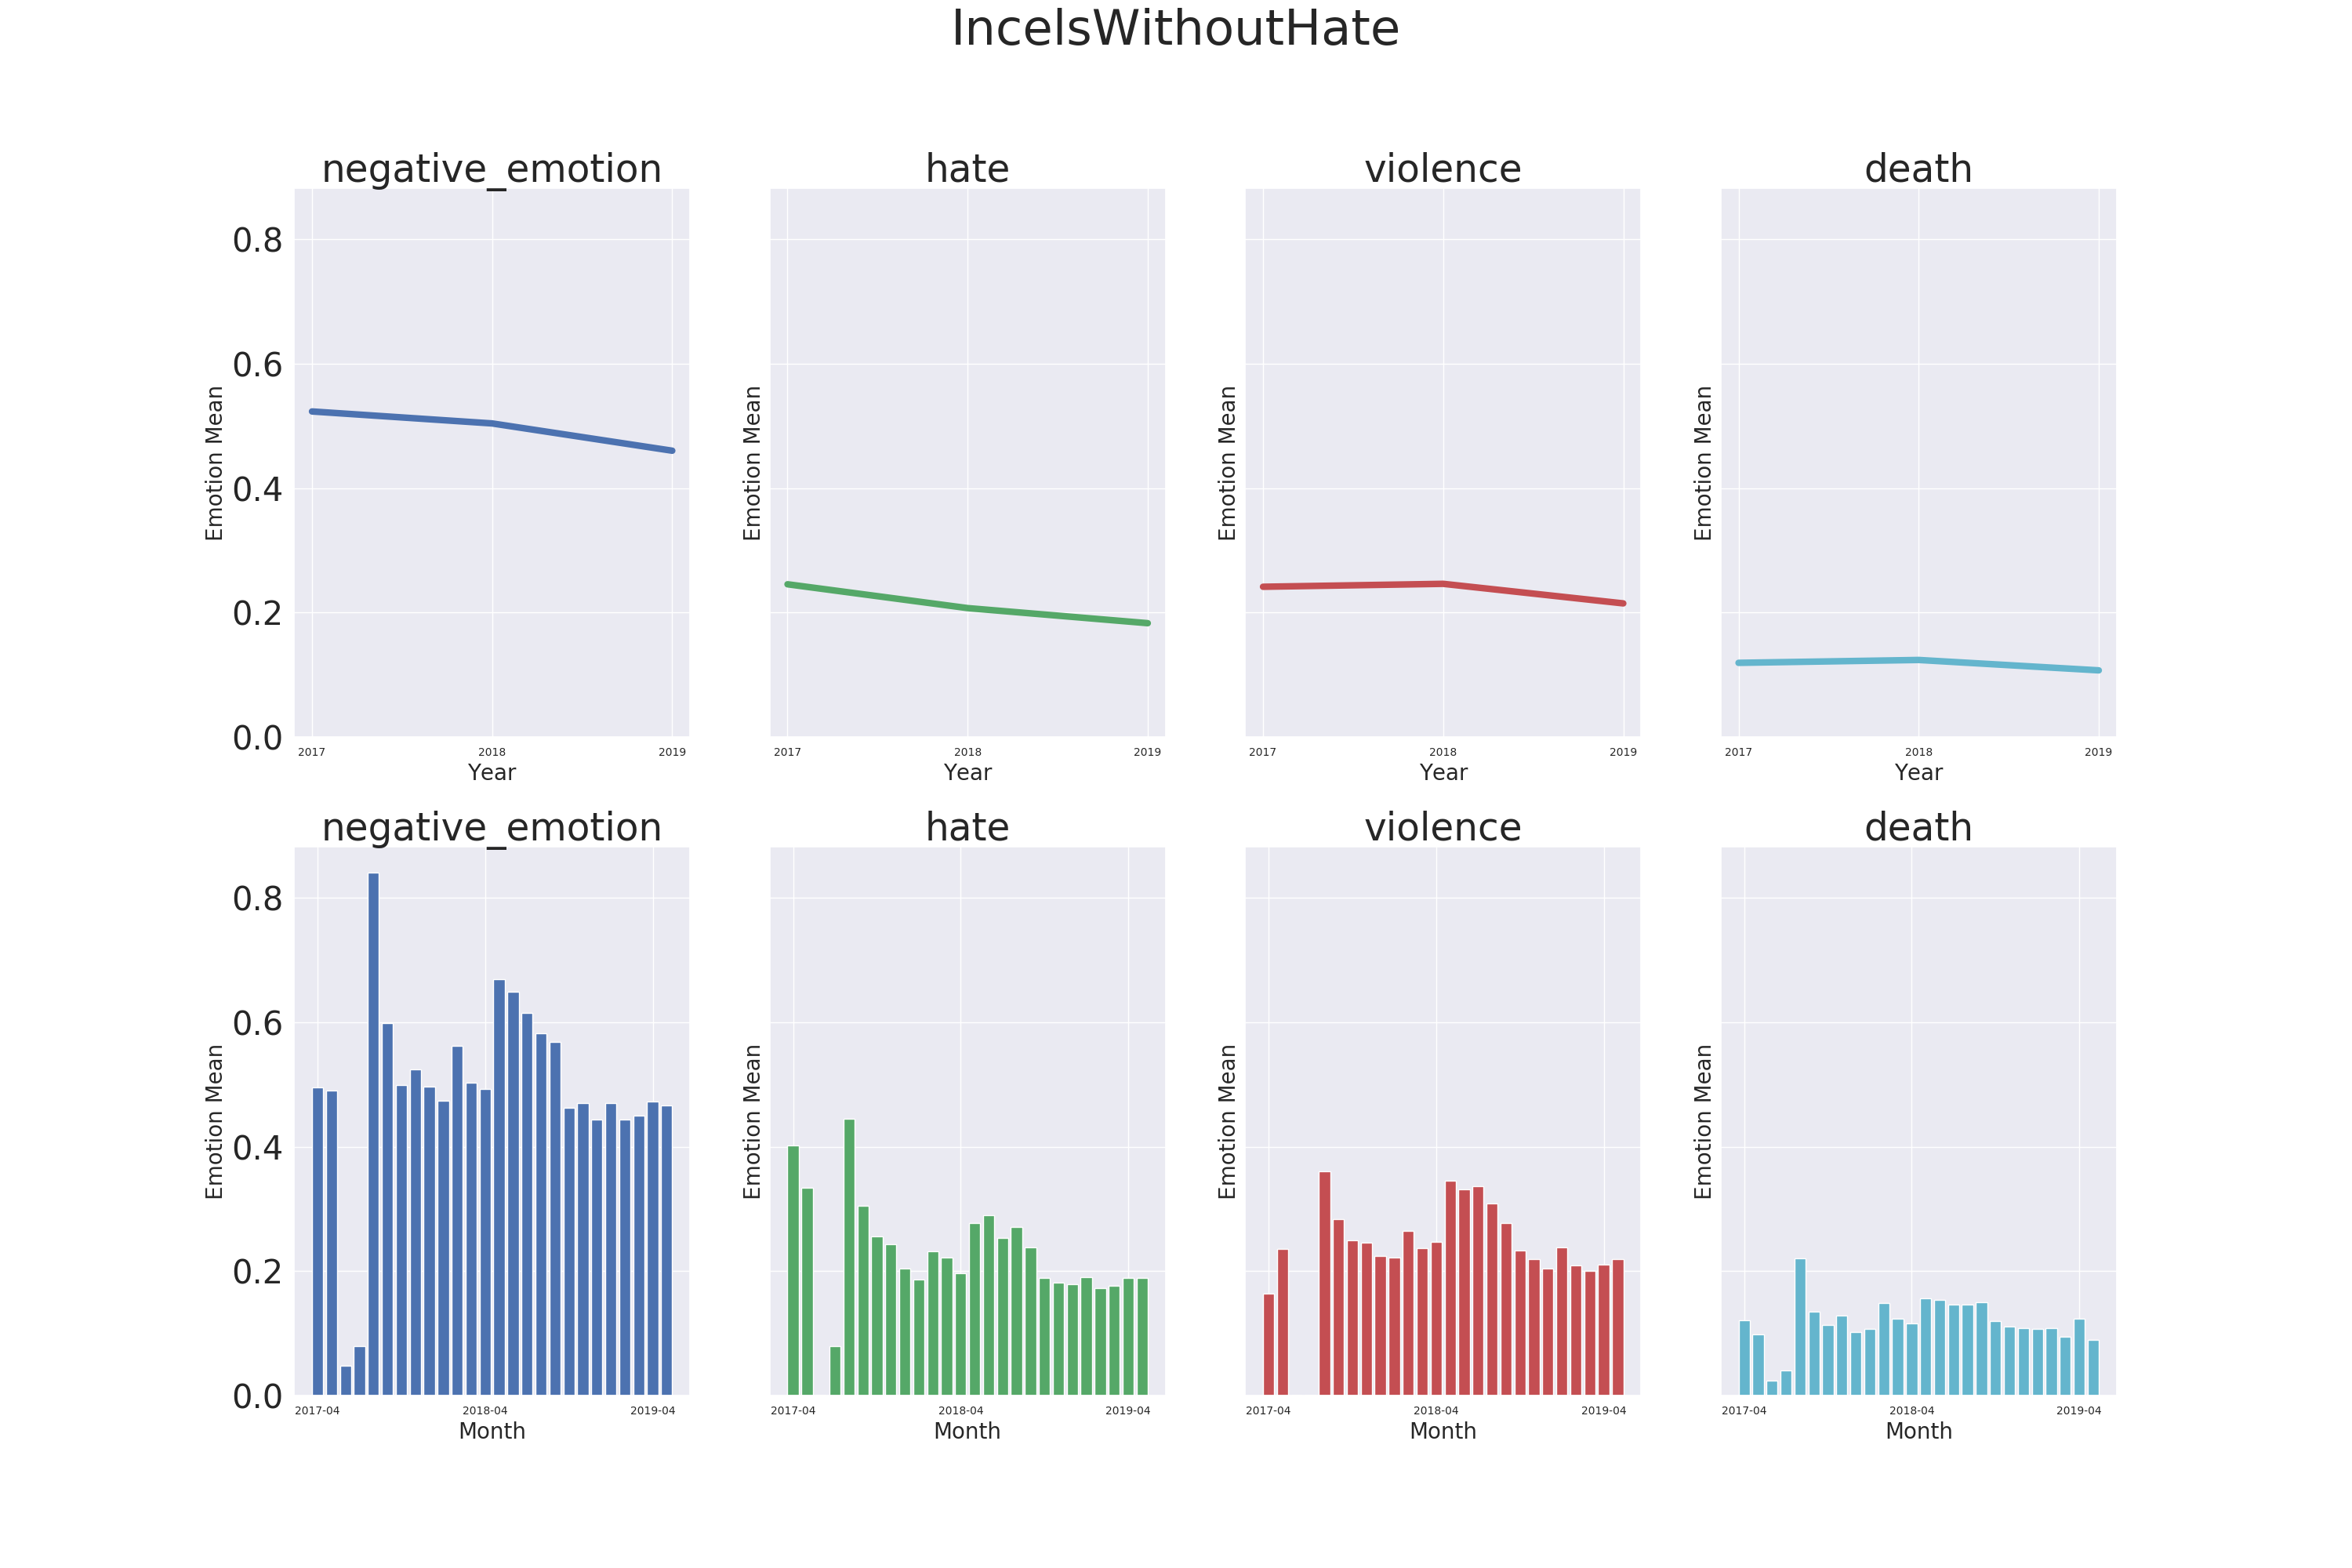 IncelsWithoutHate
negative_emotion
hate
violence
death
0.8
0.6
0.4
0.2
0.0
Emotion Mean
Emotion Mean
Emotion Mean
Emotion Mean
2017 2018 2019
2017 2018 2019
2017 2018 2019
2017 2018 2019
Year
Year
Year
Year
negative_emotion
hate
violence
death
0.8
0.6
0.4
0.2
0.0
Emotion Mean
Emotion Mean
Emotion Mean
Emotion Mean
2017-04 2018-04 2019-04
2017-04 2018-04 2019-04
2017-04 2018-04 2019-04
2017-04 2018-04 2019-04
Month
Month
Month
Month